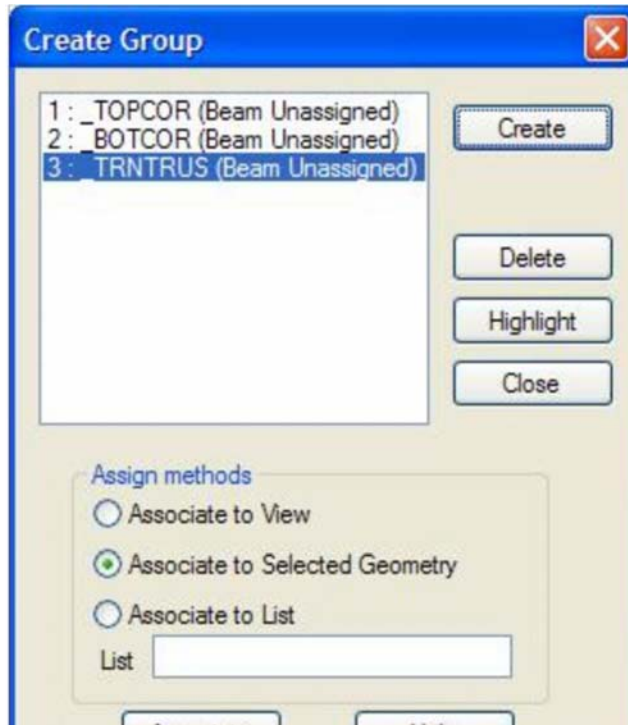 Create Group
1 : _TOPCOR (Beam Unassigned)
2 : _BOTCOR (Beam Unassigned)
3 : _TRNTRUS (Beam Unassigned)
Create
Delete
Highlight
Close
Assign methods
Associate to View
Associate to Selected Geometry
Associate to List
List